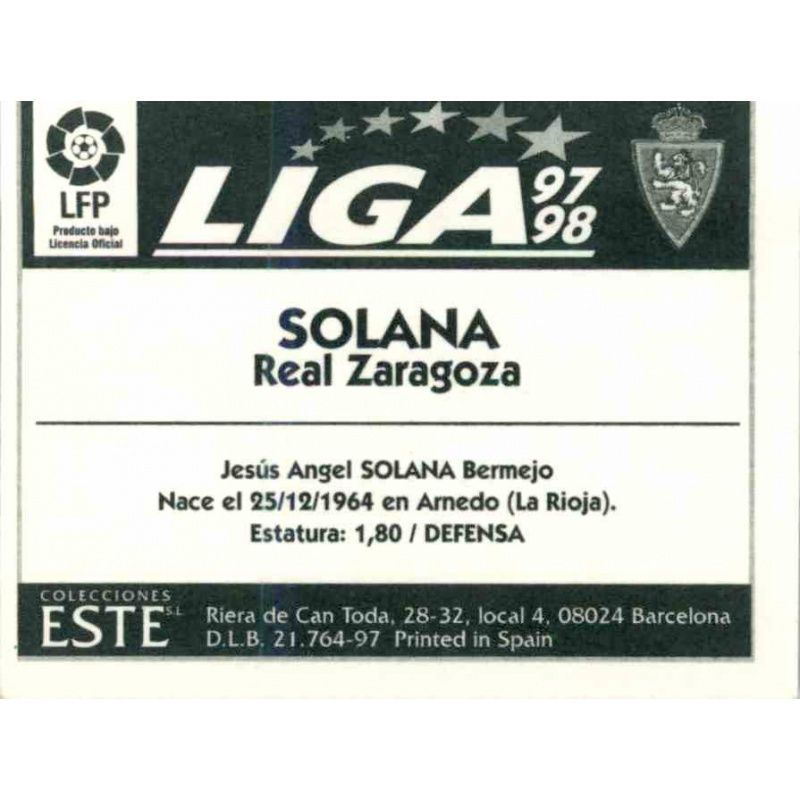 LFP
Producto bajo
Licencia Oficial
LIGA 97
98
SOLANA
Real Zaragoza
Jesús Angel SOLANA Bermejo
Nace el 25/12/1964 en Arnedo (La Rioja).
Estatura: 1,80 / DEFENSA
COLECCIONES
ESTE S.L
Riera de Can Toda, 28-32, local 4, 08024 Barcelona
D.L.B. 21.764-97 Printed in Spain